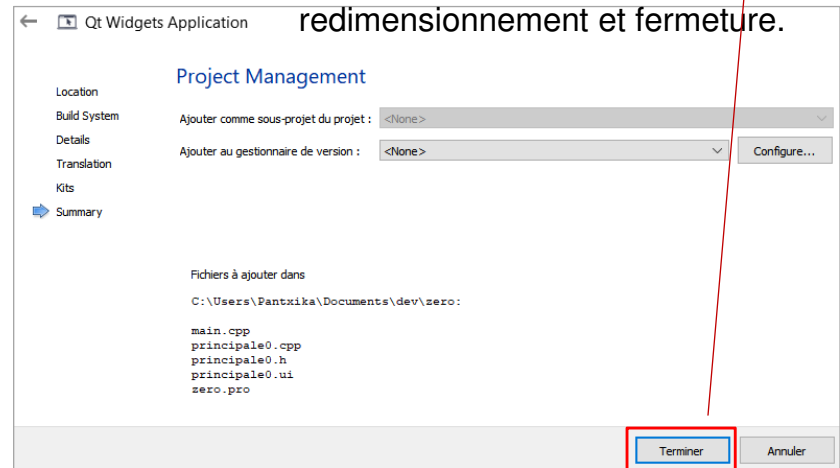 redimensionnement et fermeture.
← Qt Widgets Application
Project Management
Location
Build System
Details
Translation
Kits
Summary
Ajouter comme sous-projet du projet : <None>
Ajouter au gestionnaire de version : <None> Configure...
Fichiers à ajouter dans
C:\Users\Pantxika\Documents\dev\zero:
main.cpp
principale0.cpp
principale0.h
principale0.ui
zero.pro
Terminer Annuler